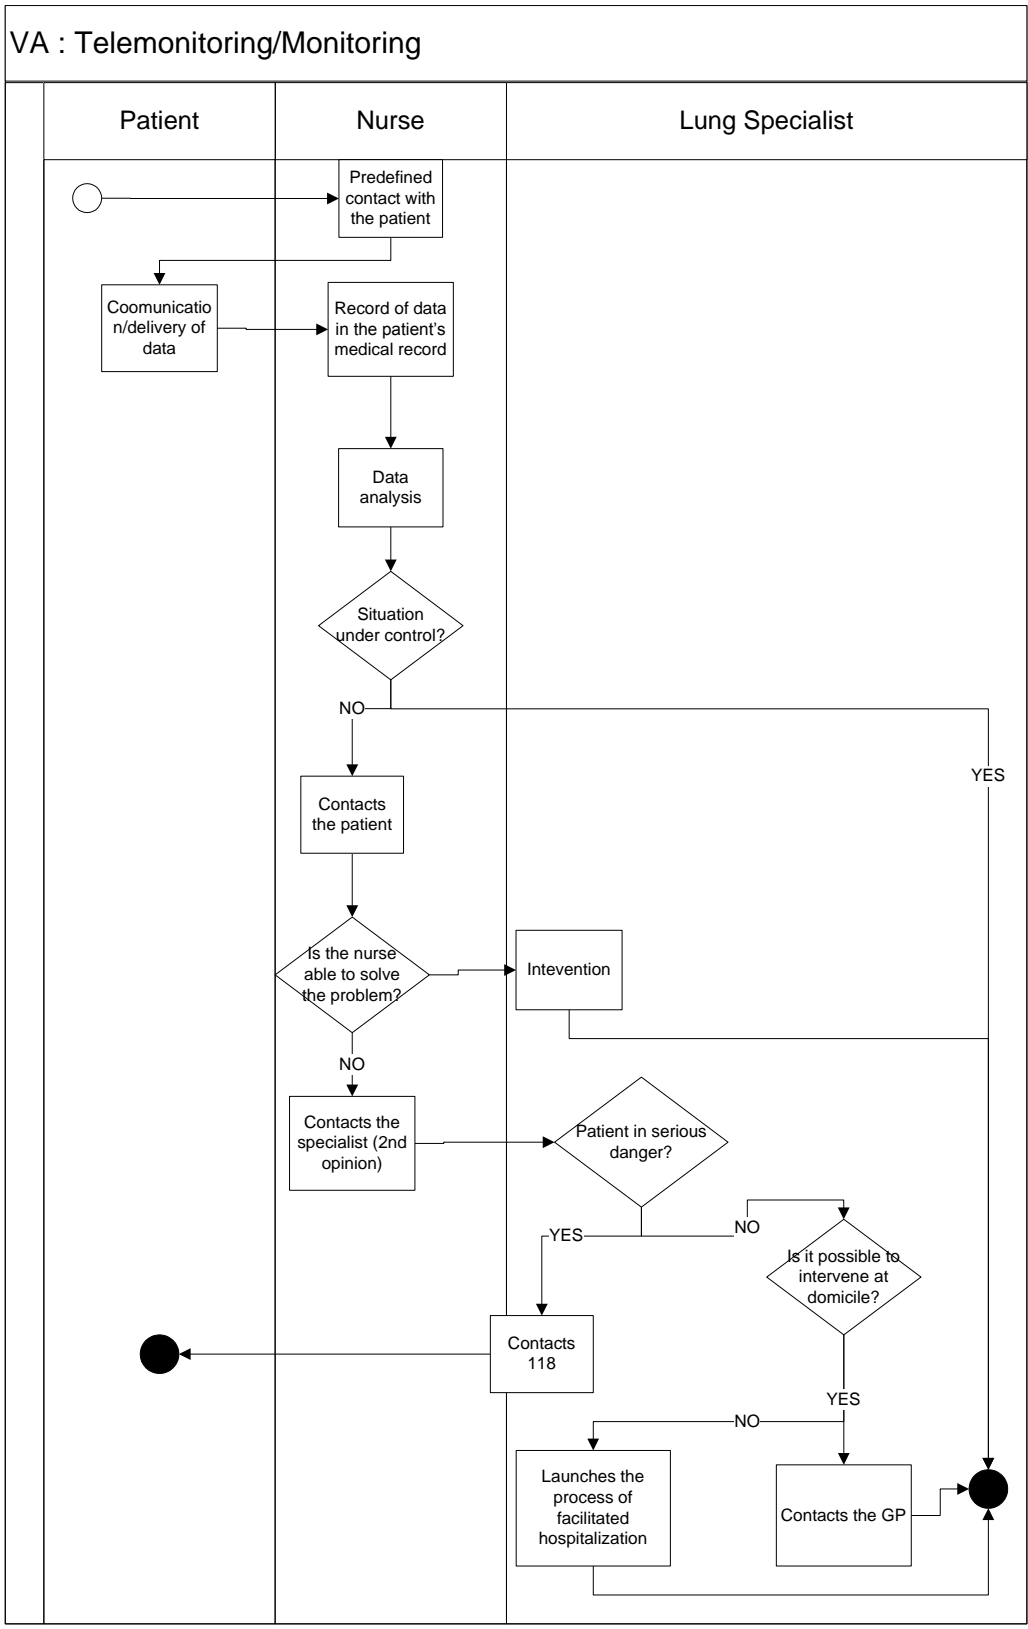 VA : Telemonitoring/Monitoring
Patient
Nurse
Lung Specialist
Predefined
contact with
the patient
Coomunicatio
n/delivery of
data
Record of data
in the patient's
medical record
Data
analysis
Situation
under control?
NO
YES
Contacts
the patient
Is the nurse
able to solve
the problem?
Intevention
NO
Contacts the
specialist (2nd
opinion)
Patient in serious
danger?
YES
NO
Is it possible to
intervene at
domicile?
Contacts
118
YES
NO
Launches the
process of
facilitated
hospitalization
Contacts the GP